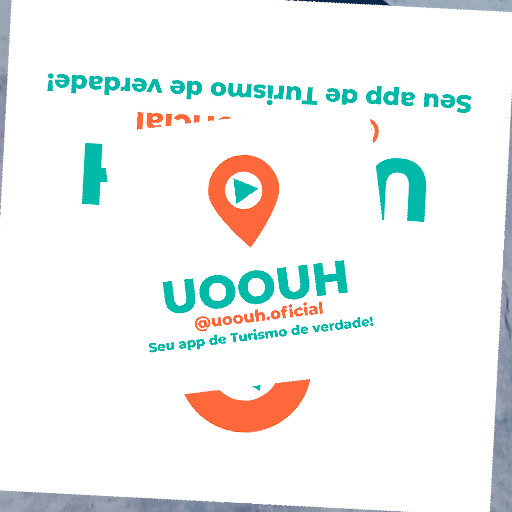 Seu app de Turismo de verdade!
UOOUH
@uoouh.oficial
Seu app de Turismo de verdade!